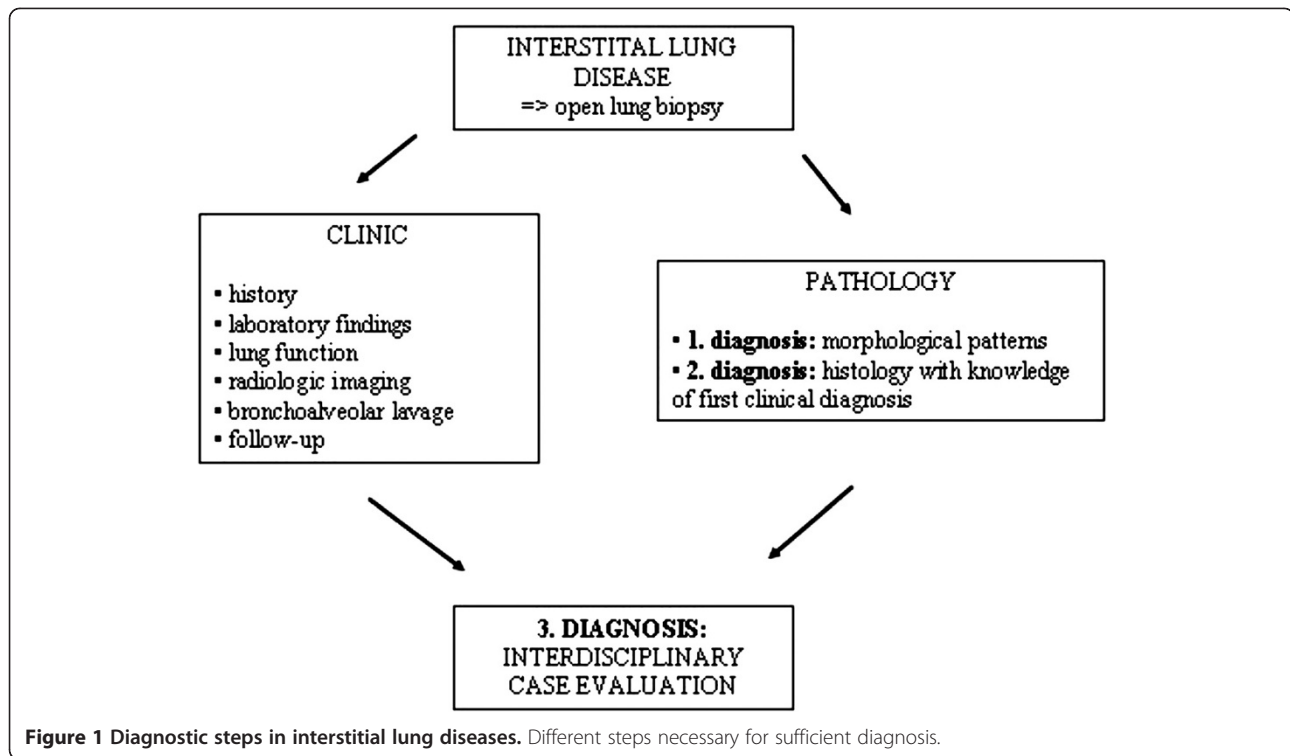 INTERSTITAL LUNG
DISEASE
=> open lung biopsy
CLINIC
▪ history
▪ laboratory findings
▪ lung function
▪ radiologic imaging
▪ bronchoalveolar lavage
▪ follow-up
PATHOLOGY
▪ 1. diagnosis: morphological patterns
▪ 2. diagnosis: histology with knowledge
of first clinical diagnosis
3. DIAGNOSIS:
INTERDISCIPLINARY
CASE EVALUATION
Figure 1 Diagnostic steps in interstitial lung diseases. Different steps necessary for sufficient diagnosis.